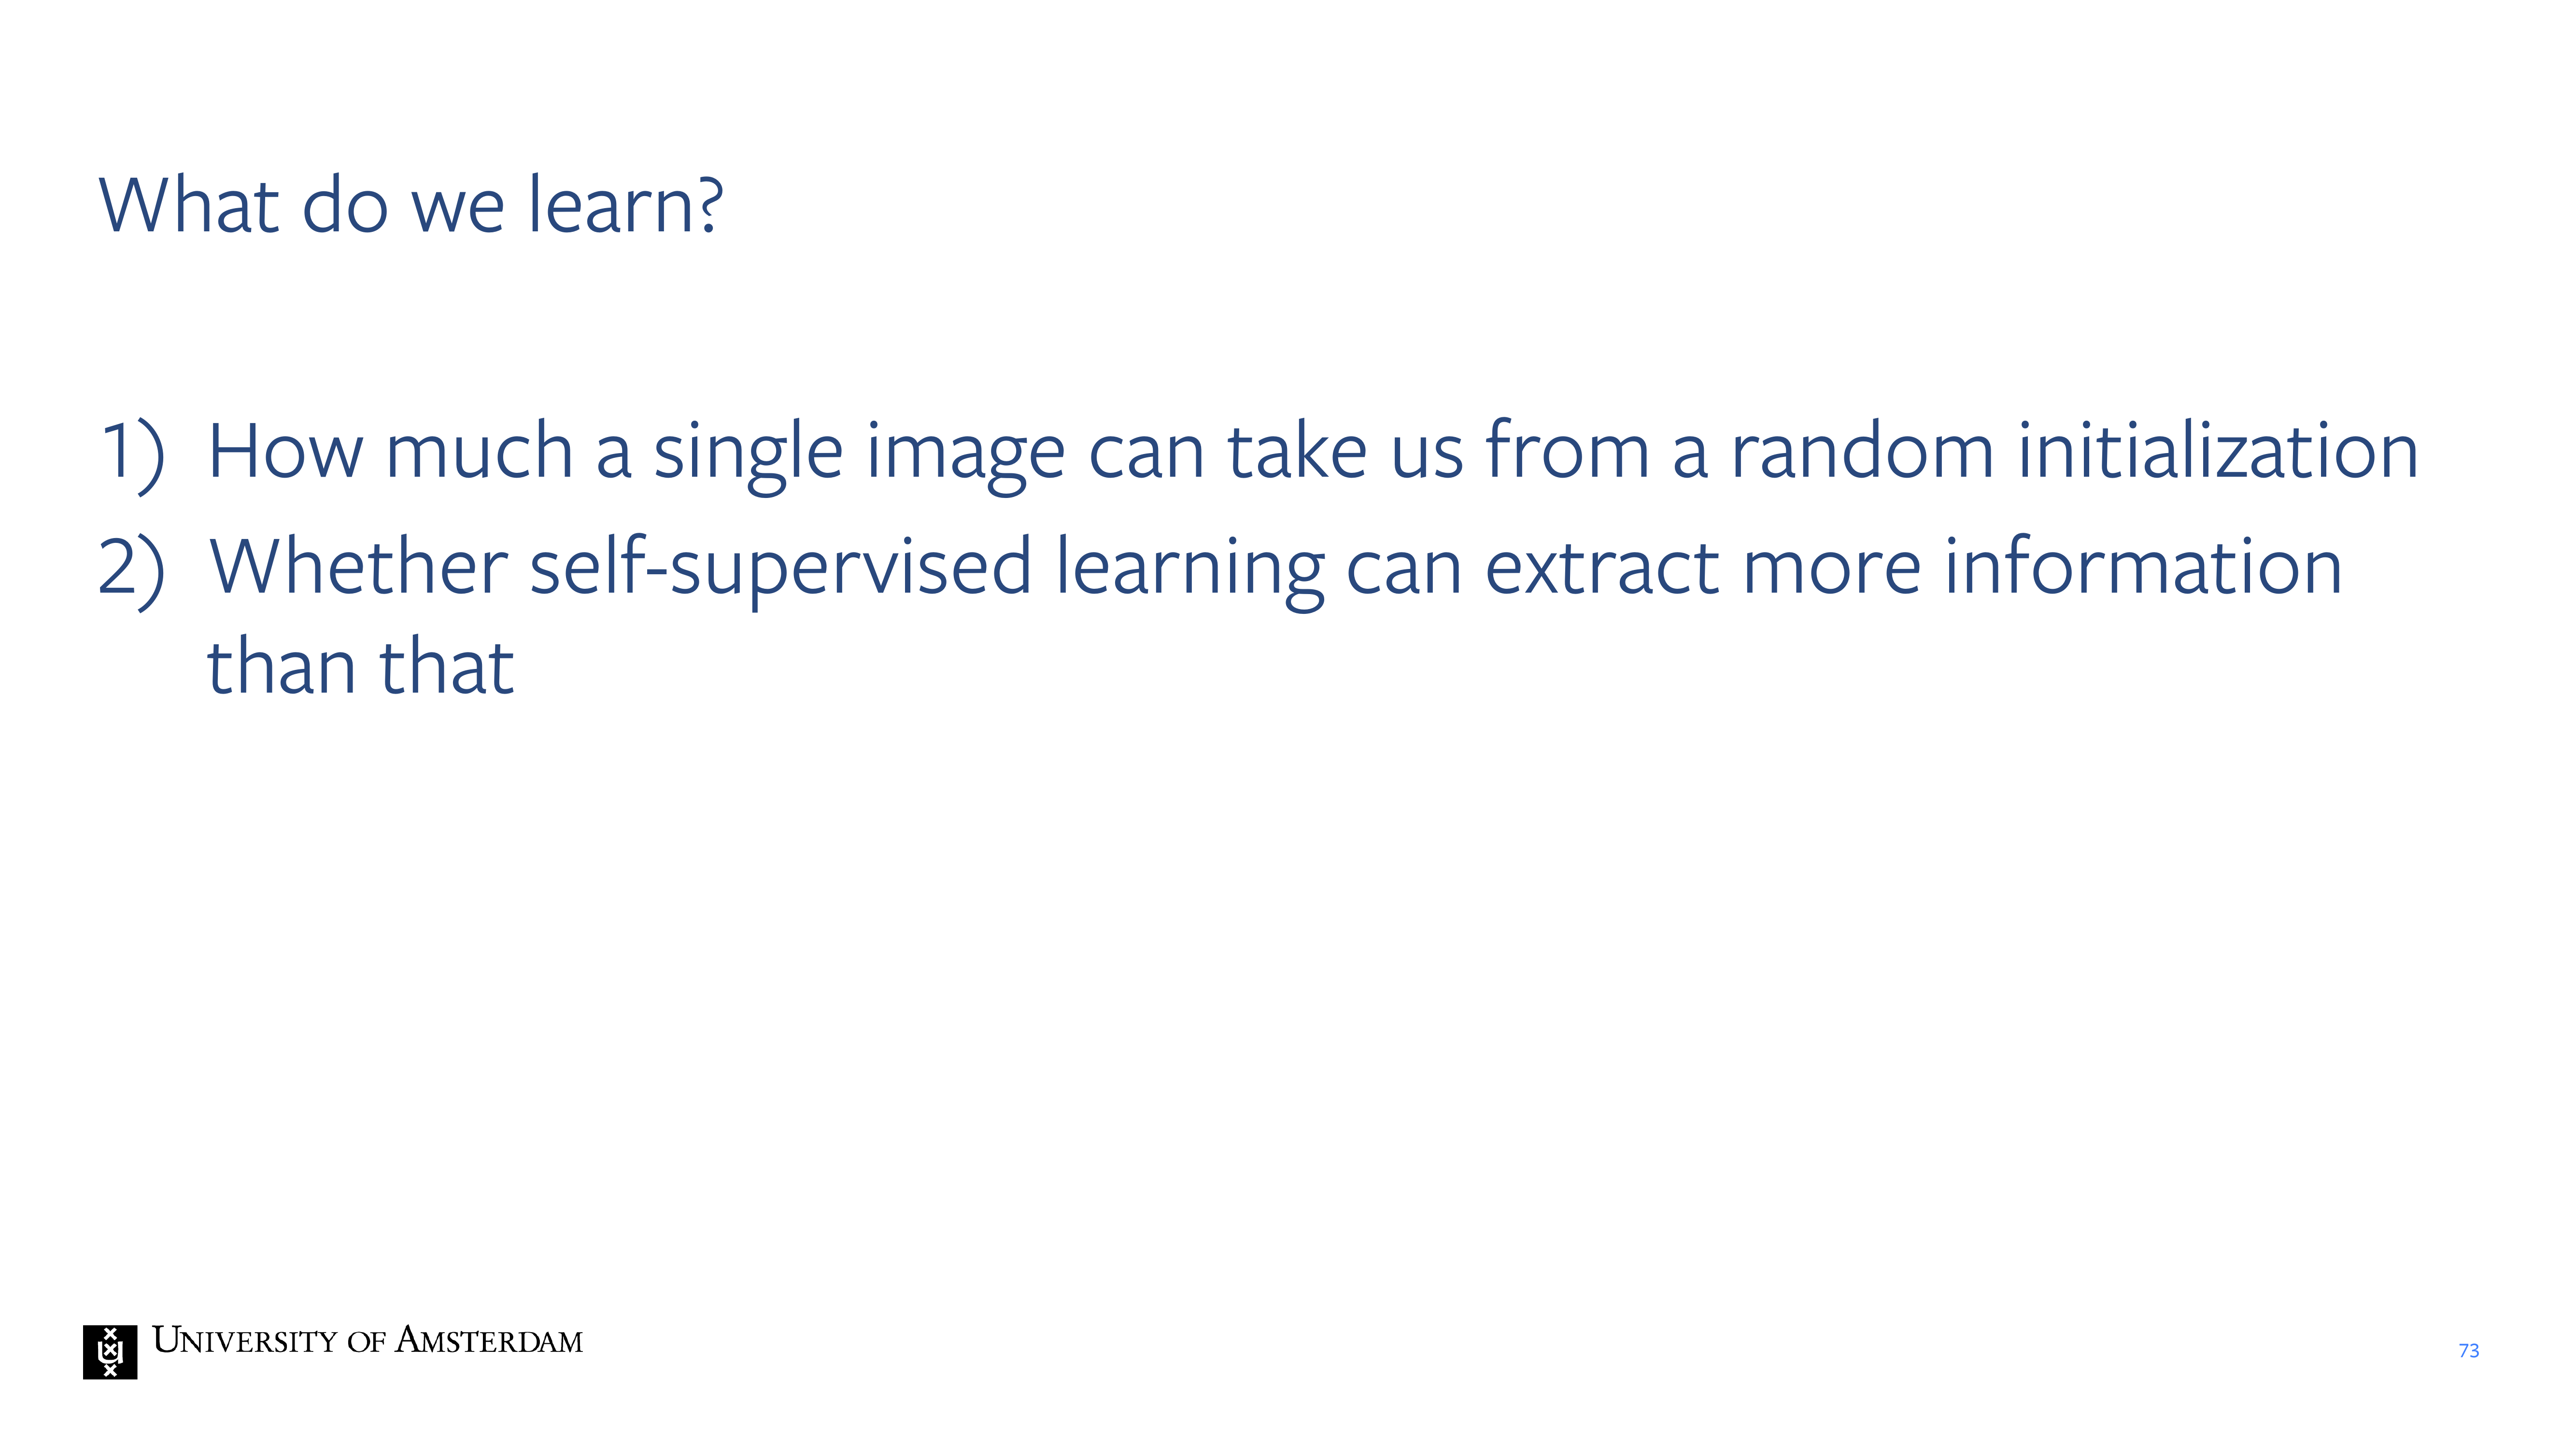 What do we learn?
1) How much a single image can take us from a random initialization
2) Whether self-supervised learning can extract more information
than that
UNIVERSITY OF AMSTERDAM
73